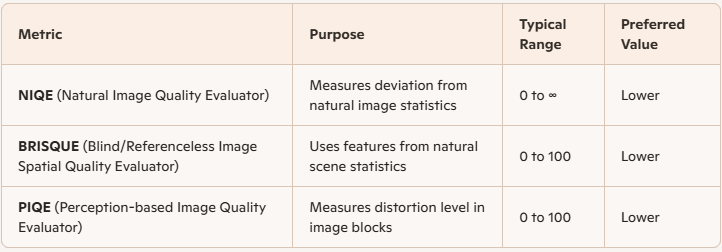 Metric
Purpose
Typical
Range
Preferred
Value
NIQE (Natural Image Quality Evaluator)
Measures deviation from
natural image statistics
0 to ∞
Lower
BRISQUE (Blind/Referenceless Image
Spatial Quality Evaluator)
Uses features from natural
scene statistics
0 to 100
Lower
PIQE (Perception-based Image Quality
Evaluator)
Measures distortion level in
image blocks
0 to 100
Lower